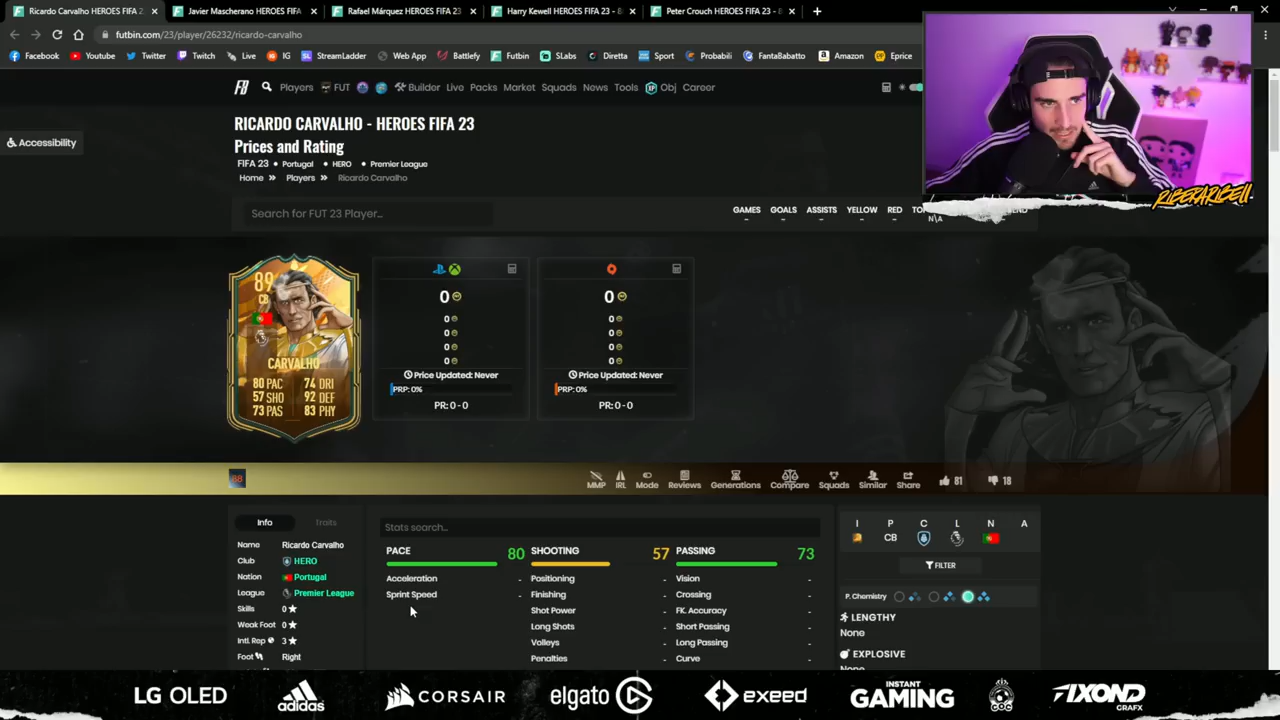 Ricardo Carvalho HEROES FIFA 2
Javier Mascherano HEROES FIFA 23
Rafael Márquez HEROES FIFA 23
Harry Kewell HEROES FIFA 23 - 8
Peter Crouch HEROES FIFA 23 - 8
futbin.com/23/player/26232/ricardo-carvalho
Facebook
Youtube
Twitter
Twitch
IG
Live
SL
StreamLadder
Web App
Battlefy
Futbin
SLabs
Diretta
Sport
Probabili
FantaBabatto
Amazon
Eprice
FB
Players
FUT
Builder
Live
Packs
Market
Squads
News
Tools
Obj
Career
Accessibility
RICARDO CARVALHO - HEROES FIFA 23
Prices and Rating
FIFA 23 • Portugal • HERO • Premier League
Home » Players » Ricardo Carvalho
RIBERARIBELL
Search for FUT 23 Player...
GAMES GOALS ASSISTS YELLOW RED
- - - - - N/A
89
CB
CARVALHO
80 PAC 74 DRI
57 SHO 92 DEF
73 PAS 83 PHY
0
0
0
0
0
Price Updated: Never
PRP: 0%
PR: 0 - 0
0
0
0
0
0
Price Updated: Never
PRP: 0%
PR: 0 - 0
88
MMP
IRL
Mode
Reviews
Generations
Compare
Squads
Similar
Share
81
18
Info Traits
Name Ricardo Carvalho
Club HERO
Nation Portugal
League Premier League
Skills 0
Weak Foot 0
Intl. Rep 3
Foot Right
Stats search...
PACE 80
Acceleration -
Sprint Speed -
SHOOTING 57
Positioning -
Finishing -
Shot Power -
Long Shots -
Volleys -
Penalties -
PASSING 73
Vision -
Crossing -
FK. Accuracy -
Short Passing -
Long Passing -
Curve -
I P C L N A
CB
FILTER
P. Chemistry
LENGTHY
None
EXPLOSIVE
None
LG OLED
adidas
CORSAIR
elgato
exeed
INSTANT GAMING
FIXOND
GRAFX